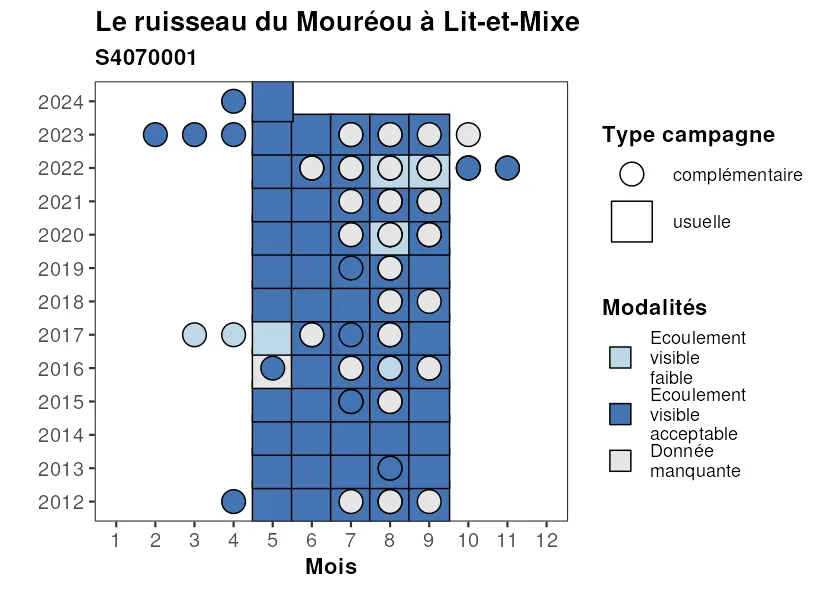 Le ruisseau du Mouréou à Lit-et-Mixe
S4070001
2024
2023
2022
2021
2020
2019
2018
2017
2016
2015
2014
2013
2012
1 2 3 4 5 6 7 8 9 10 11 12
Mois
Type campagne
complémentaire
usuelle
Modalités
Ecoulement
visible
faible
Ecoulement
visible
acceptable
Donnée
manquante